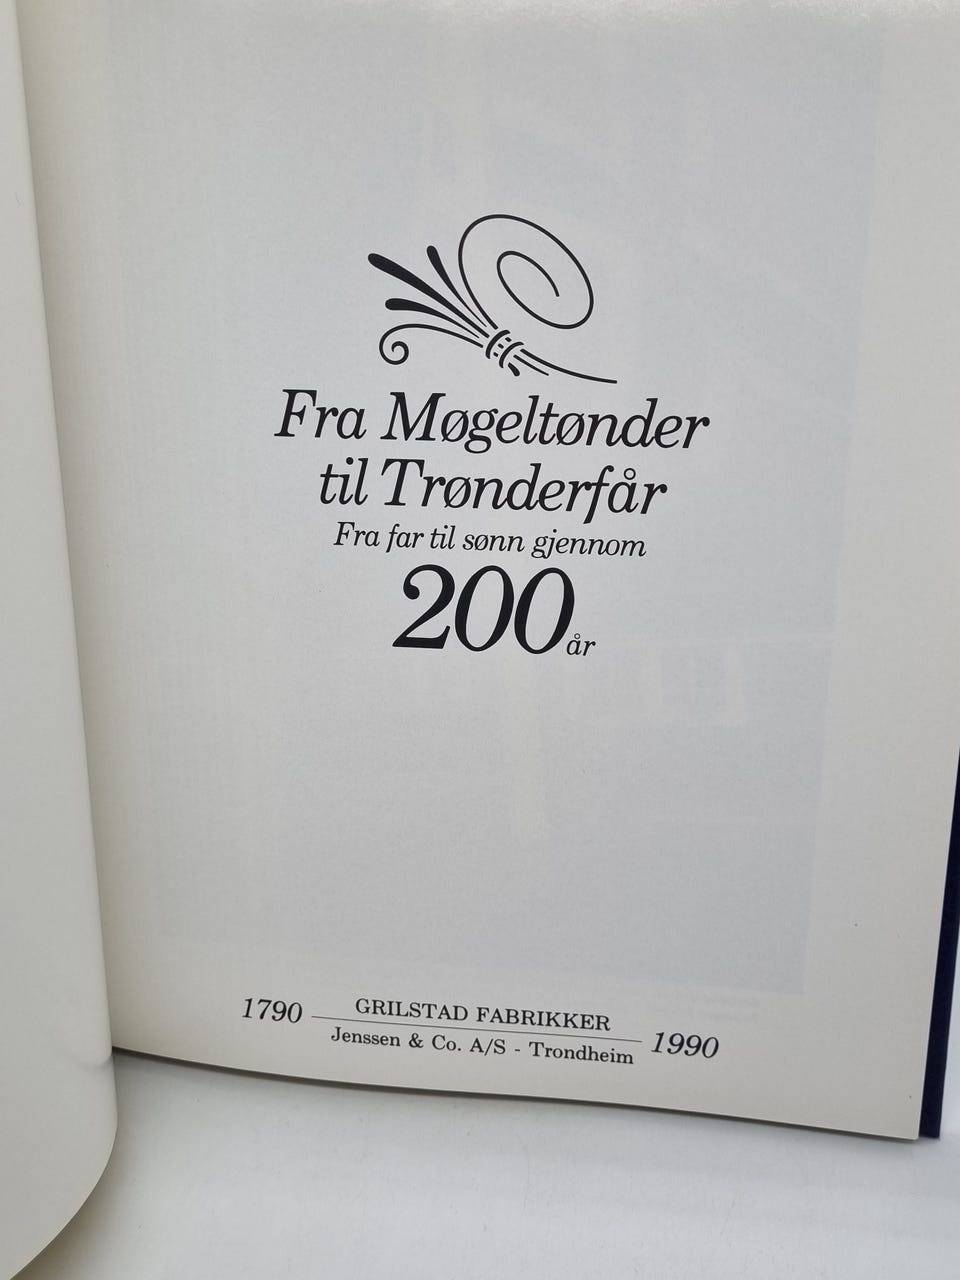 Fra Møgeltønder
til Trønderfår
Fra far til sønn gjennom
200 år
1790 GRILSTAD FABRIKKER 1990
Jenssen & Co. A/S - Trondheim